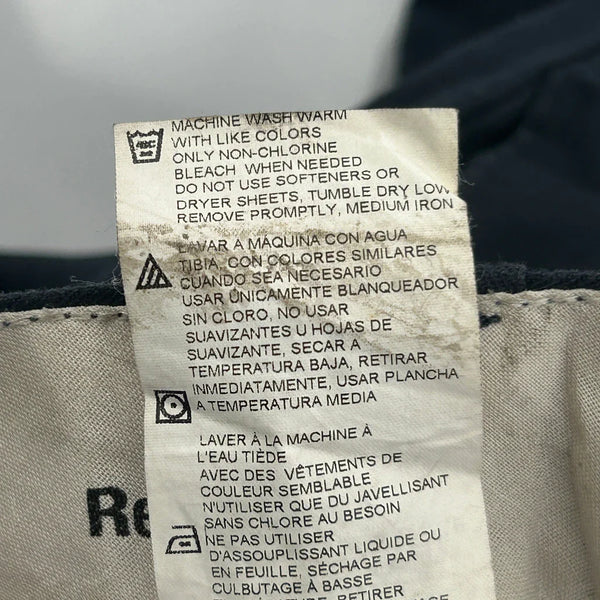 MACHINE WASH WARM
WITH LIKE COLORS
ONLY NON-CHLORINE
BLEACH WHEN NEEDED
DO NOT USE SOFTENERS OR
DRYER SHEETS, TUMBLE DRY LOW
REMOVE PROMPTLY, MEDIUM IRON
LAVAR A MAQUINA CON AGUA
TIBIA, CON COLORES SIMILARES
CUANDO SEA NECESARIO
USAR ÚNICAMENTE BLANQUEADOR
SIN CLORO, NO USAR
SUAVIZANTES U HOJAS DE
SUAVIZANTE, SECAR A
TEMPERATURA BAJA, RETIRAR
INMEDIATAMENTE, USAR PLANCHA
A TEMPERATURA MEDIA
LAVER À LA MACHINE À
L'EAU TIÈDE
AVEC DES VÊTEMENTS DE
COULEUR SEMBLABLE
N'UTILISER QUE DU JAVELLISANT
SANS CHLORE AU BESOIN
NE PAS UTILISER
D'ASSOUPLISSANT LIQUIDE OU
EN FEUILLE, SÉCHAGE PAR
CULBUTAGE À BASSE
RETIRER
Re